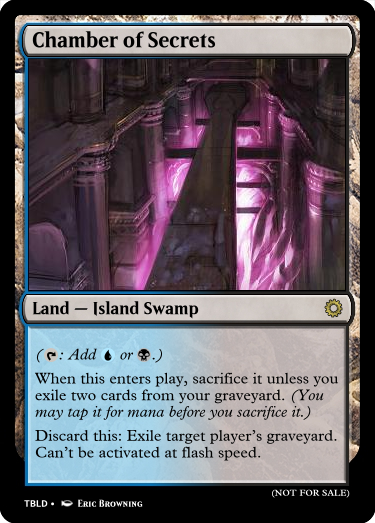 Chamber of Secrets
Land — Island Swamp
( : Add or .)
When this enters play, sacrifice it unless you
exile two cards from your graveyard. (You
may tap it for mana before you sacrifice it.)
Discard this: Exile target player's graveyard.
Can't be activated at flash speed.
(NOT FOR SALE)
TBLD • Eric Browning